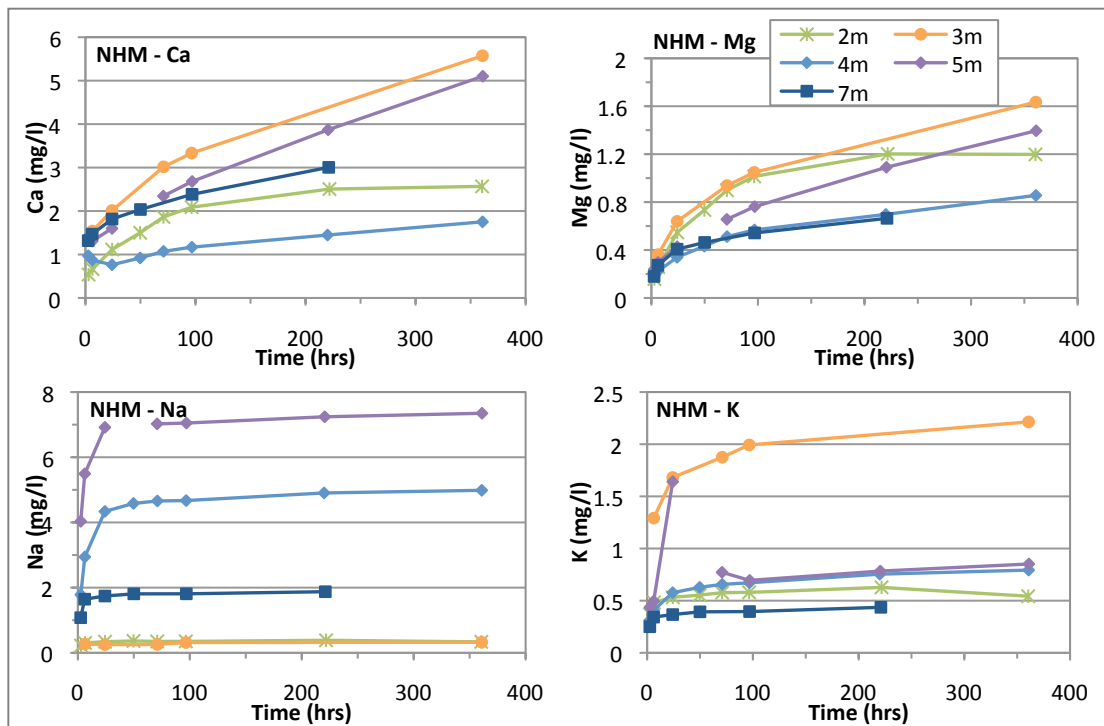 NHM - Ca
Ca (mg/l)
6
5
4
3
2
1
0
0 100 200 300 400
Time (hrs)
NHM - Mg
2m 3m
4m 5m
7m
Mg (mg/l)
2
1.6
1.2
0.8
0.4
0
0 100 200 300 400
Time (hrs)
NHM - Na
Na (mg/l)
8
6
4
2
0
0 100 200 300 400
Time (hrs)
NHM - K
K (mg/l)
2.5
2
1.5
1
0.5
0
0 100 200 300 400
Time (hrs)